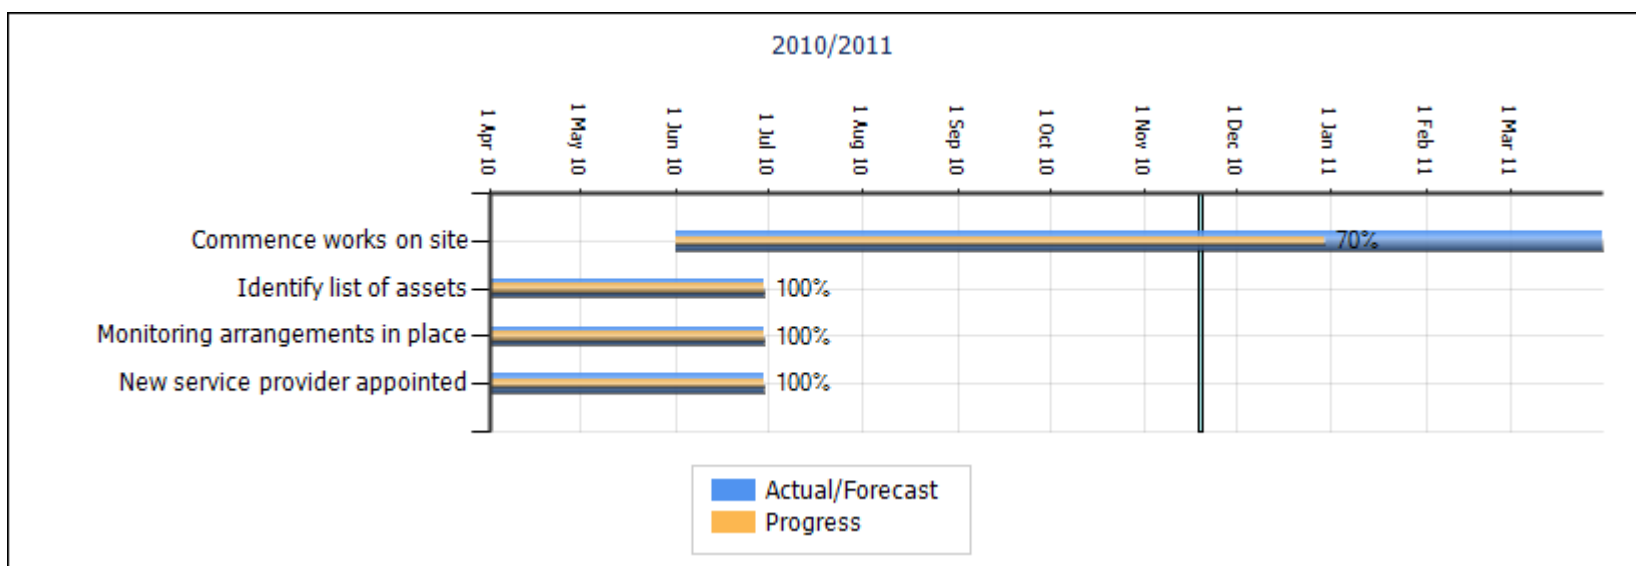 2010/2011
1 Apr 10
1 May 10
1 Jun 10
1 Jul 10
1 Aug 10
1 Sep 10
1 Oct 10
1 Nov 10
1 Dec 10
1 Jan 11
1 Feb 11
1 Mar 11
Commence works on site
70%
Identify list of assets
100%
Monitoring arrangements in place
100%
New service provider appointed
100%
Actual/Forecast
Progress